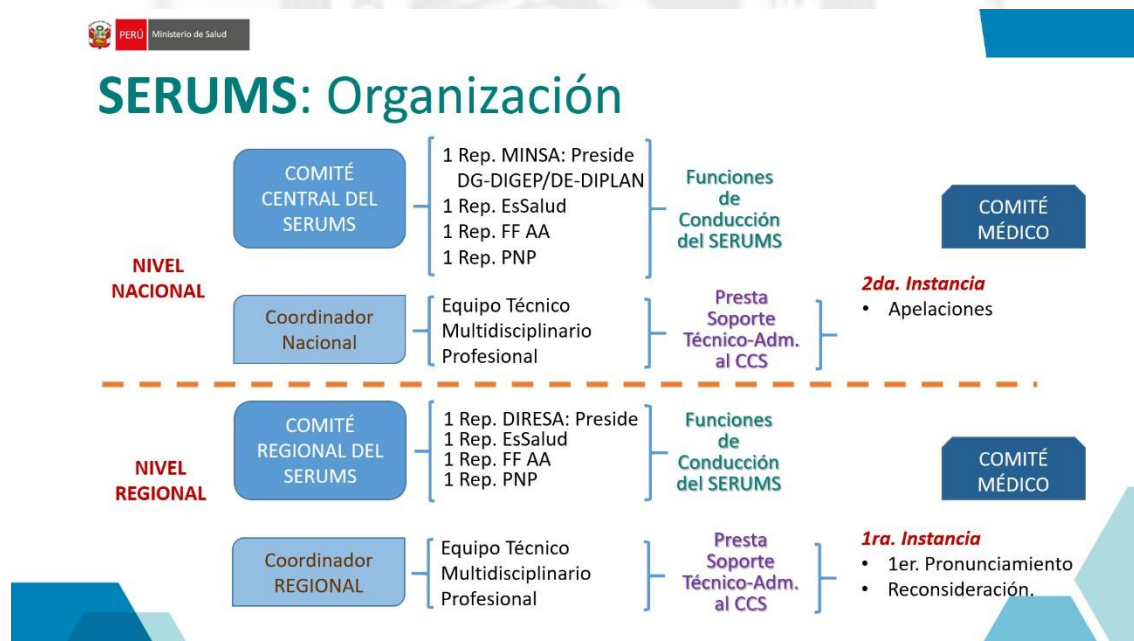 PERÚ
Ministerio de Salud
SERUMS: Organización
NIVEL
NACIONAL
COMITÉ
CENTRAL DEL
SERUMS
1 Rep. MINSA: Preside
DG-DIGEP/DE-DIPLAN
1 Rep. EsSalud
1 Rep. FF AA
1 Rep. PNP
Funciones
de
Conducción
del SERUMS
COMITÉ
MÉDICO
Coordinador
Nacional
Equipo Técnico
Multidisciplinario
Profesional
Presta
Soporte
Técnico-Adm.
al CCS
2da. Instancia
• Apelaciones
NIVEL
REGIONAL
COMITÉ
REGIONAL DEL
SERUMS
1 Rep. DIRESA: Preside
1 Rep. EsSalud
1 Rep. FF AA
1 Rep. PNP
Funciones
de
Conducción
del SERUMS
COMITÉ
MÉDICO
Coordinador
REGIONAL
Equipo Técnico
Multidisciplinario
Profesional
Presta
Soporte
Técnico-Adm.
al CCS
1ra. Instancia
• 1er. Pronunciamiento
• Reconsideración.